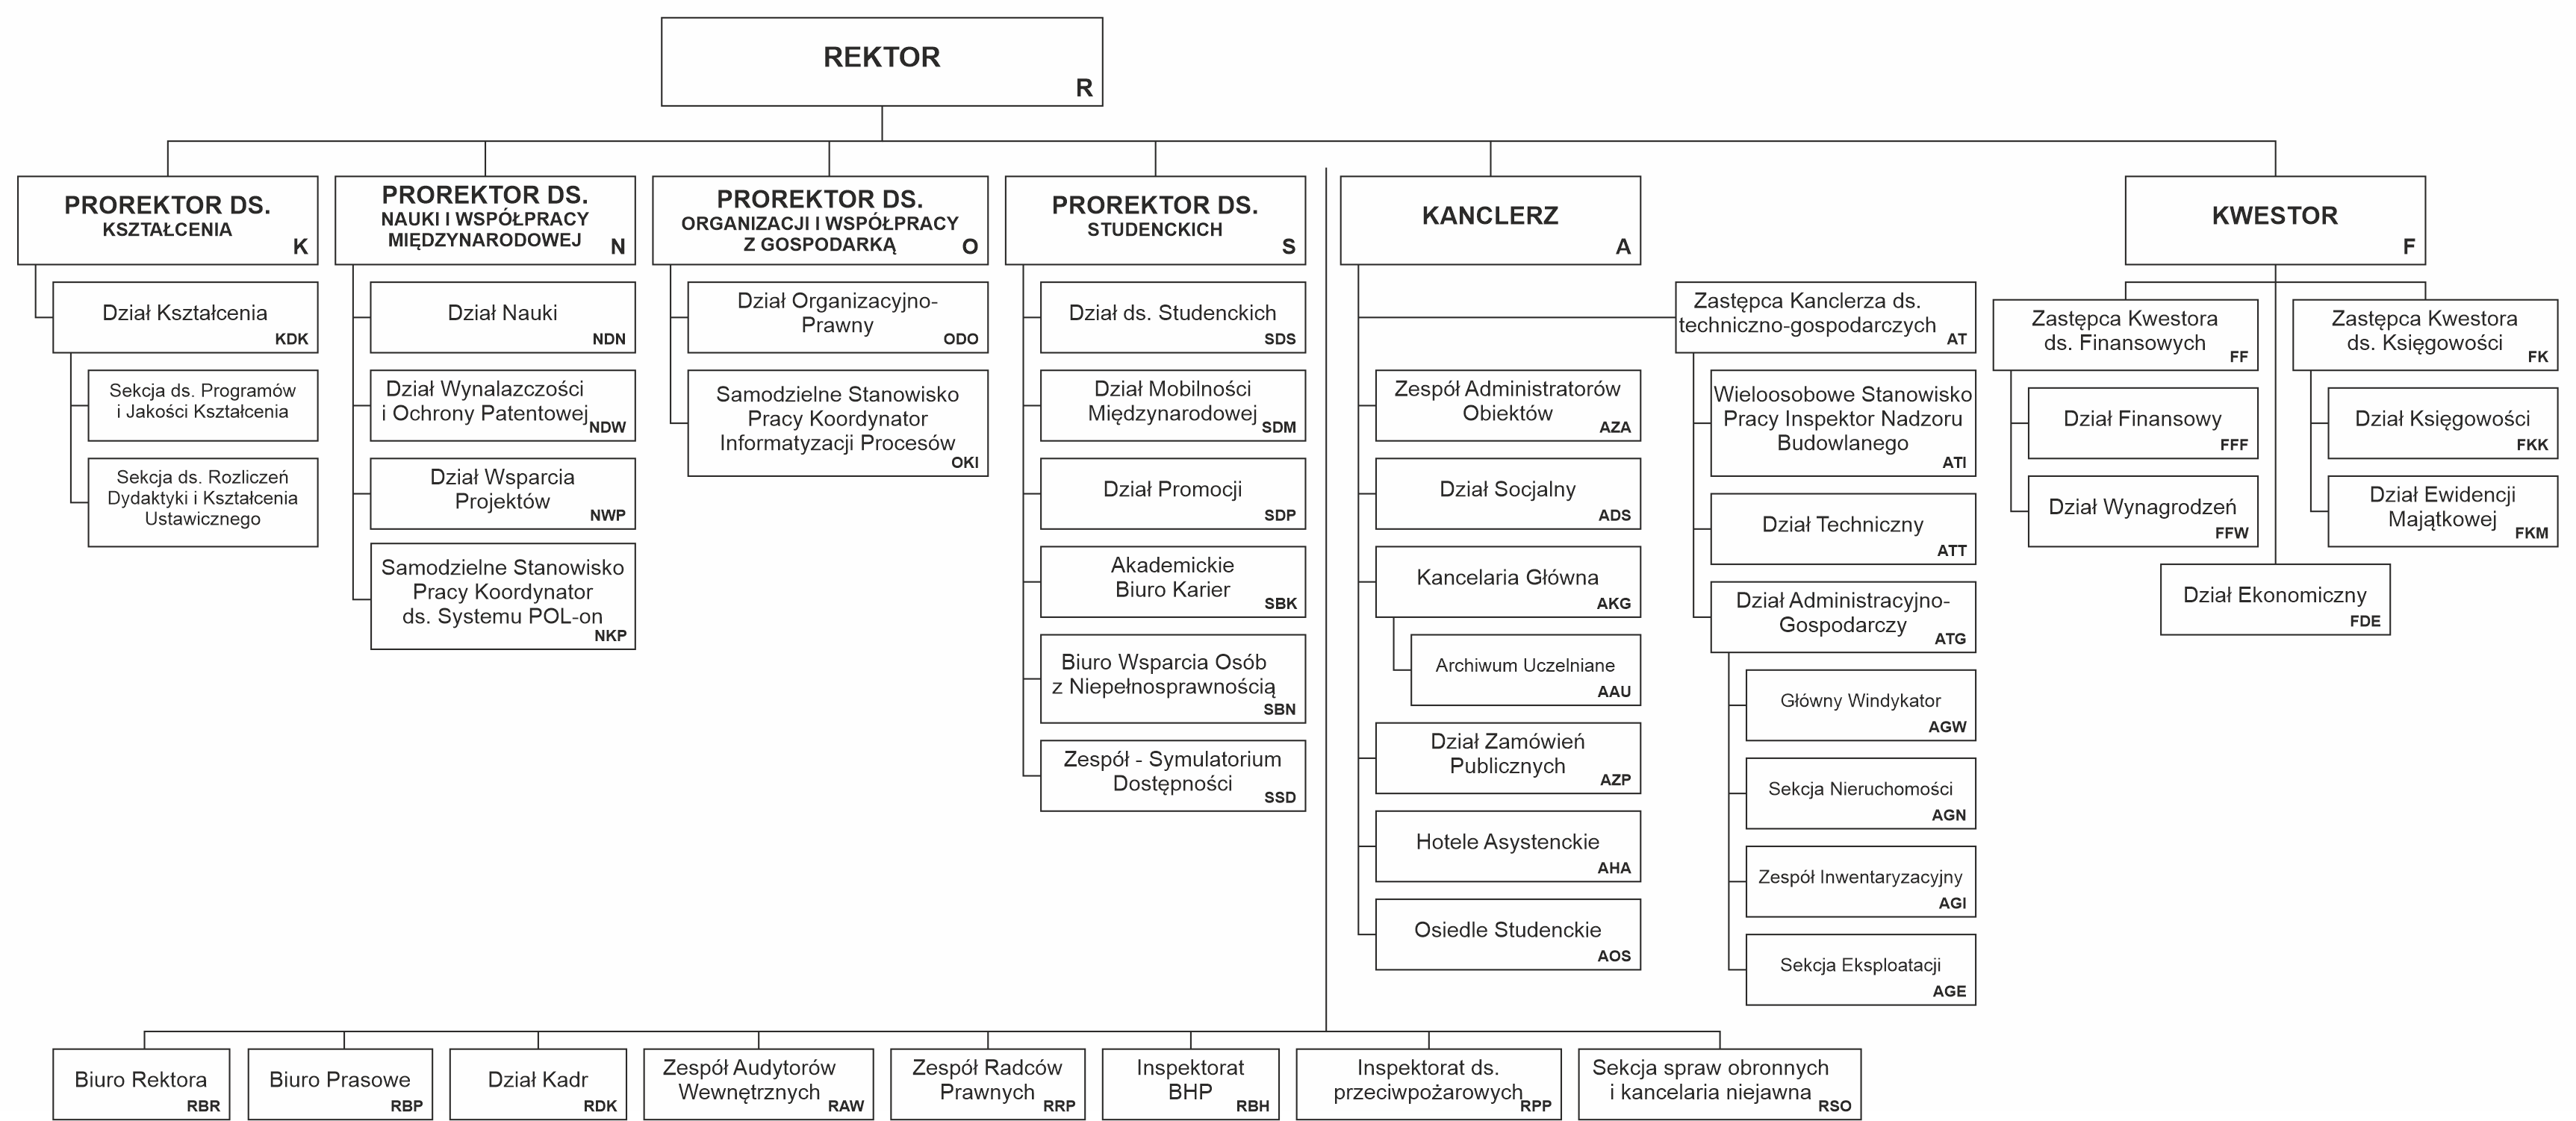 REKTOR
R
PROREKTOR DS.
KSZTAŁCENIA
K
Dział Kształcenia
KDK
Sekcja ds. Programów
i Jakości Kształcenia
Sekcja ds. Rozliczeń
Dydaktyki i Kształcenia
Ustawicznego
PROREKTOR DS.
NAUKI I WSPÓŁPRACY
MIĘDZYNARODOWEJ
N
Dział Nauki
NDN
Dział Wynalazczości
i Ochrony Patentowej
NDW
Dział Wsparcia
Projektów
NWP
Samodzielne Stanowisko
Pracy Koordynator
ds. Systemu POL-on
NKP
PROREKTOR DS.
ORGANIZACJI I WSPÓŁPRACY
Z GOSPODARKĄ
O
Dział Organizacyjno-
Prawny
ODO
Samodzielne Stanowisko
Pracy Koordynator
Informatyzacji Procesów
OKI
PROREKTOR DS.
STUDENCKICH
S
Dział ds. Studenckich
SDS
Dział Mobilności
Międzynarodowej
SDM
Dział Promocji
SDP
Akademickie
Biuro Karier
SBK
Biuro Wsparcia Osób
z Niepełnosprawnością
SBN
Zespół - Symulatorium
Dostępności
SSD
KANCLERZ
A
Zespół Administratorów
Obiektów
AZA
Dział Socjalny
ADS
Kancelaria Główna
AKG
Archiwum Uczelniane
AAU
Dział Zamówień
Publicznych
AZP
Hotele Asystenckie
AHA
Osiedle Studenckie
AOS
Zastępca Kanclerza ds.
techniczno-gospodarczych
AT
Wieloosobowe Stanowisko
Pracy Inspektor Nadzoru
Budowlanego
ATI
Dział Techniczny
ATT
Dział Administracyjno-
Gospodarczy
ATG
Główny Windykator
AGW
Sekcja Nieruchomości
AGN
Zespół Inwentaryzacyjny
AGI
Sekcja Eksploatacji
AGE
KWESTOR
F
Zastępca Kwestora
ds. Finansowych
FF
Dział Finansowy
FFF
Dział Wynagrodzeń
FFW
Zastępca Kwestora
ds. Księgowości
FK
Dział Księgowości
FKK
Dział Ewidencji
Majątkowej
FKM
Dział Ekonomiczny
FDE
Biuro Rektora
RBR
Biuro Prasowe
RBP
Dział Kadr
RDK
Zespół Audytorów
Wewnętrznych
RAW
Zespół Radców
Prawnych
RRP
Inspektorat
BHP
RBH
Inspektorat ds.
przeciwpożarowych
RPP
Sekcja spraw obronnych
i kancelaria niejawna
RSO